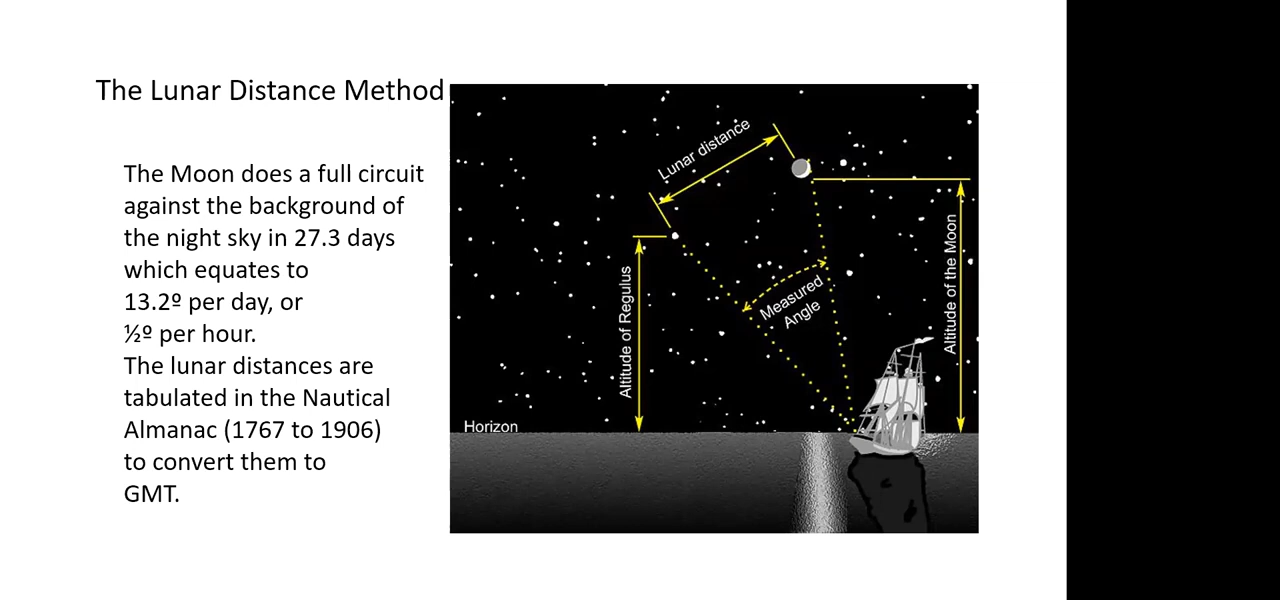 The Lunar Distance Method
The Moon does a full circuit
against the background of
the night sky in 27.3 days
which equates to
13.2º per day, or
½º per hour.
The lunar distances are
tabulated in the Nautical
Almanac (1767 to 1906)
to convert them to
GMT.
Lunar distance
Altitude of Regulus
Measured
Angle
Altitude of the Moon
Horizon